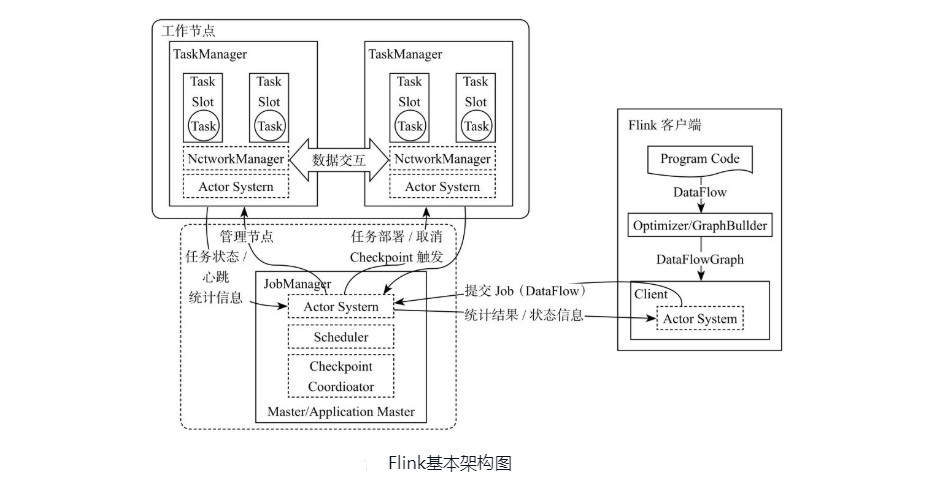 工作节点
TaskManager
Task
Slot
Task
Task
Slot
Task
NctworkManager
Actor Systern
数据交互
TaskManager
Task
Slot
Task
Task
Slot
Task
NctworkManager
Actor Systern
管理节点
任务状态 /
心跳
统计信息
任务部署 / 取消
Checkpoint 触发
JobManager
Actor Systern
Scheduler
Checkpoint
Coordioator
Master/Application Master
提交 Job（DataFlow）
统计结果 / 状态信息
Flink 客户端
Program Code
DataFlow
Optimizer/GraphBullder
DataFlowGraph
Client
Actor System
Flink基本架构图